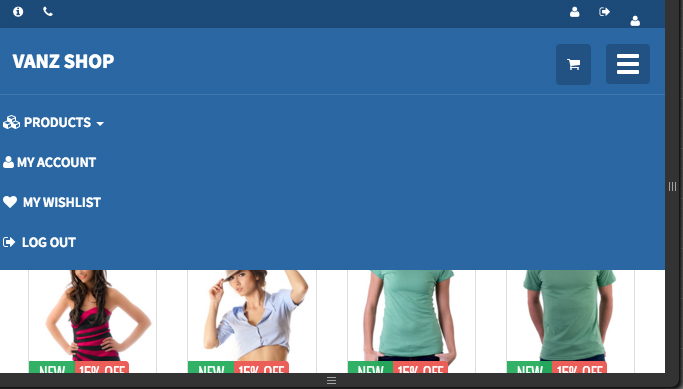 VANZ SHOP
PRODUCTS
MY ACCOUNT
MY WISHLIST
LOG OUT
NEW 15% OFF NEW 15% OFF NEW 15% OFF NEW 15% OFF